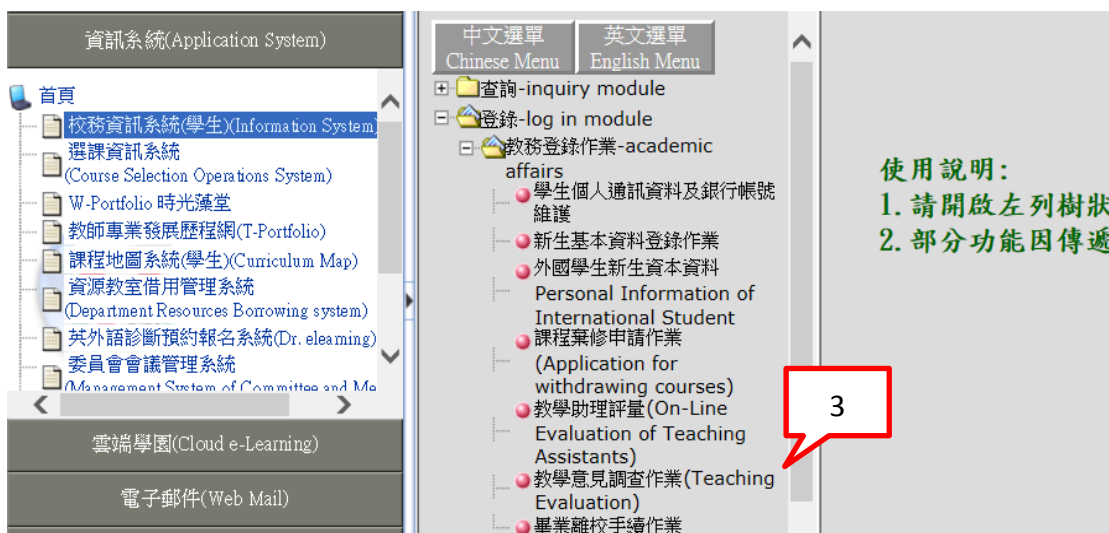 資訊系統(Application System)
首頁
校務資訊系統(學生)(Information System)
選課資訊系統
(Course Selection Operations System)
W-Portfolio 時光藻堂
教師專業發展歷程網(T-Portfolio)
課程地圖系統(學生)(Curriculum Map)
資源教室借用管理系統
(Department Resources Borrowing system)
英外語診斷預約報名系統(Dr. elearning)
委員會會議管理系統
(Management System of Committee and Me
雲端學園(Cloud e-Learning)
電子郵件(Web Mail)
中文選單
Chinese Menu
英文選單
English Menu
查詢-inquiry module
登錄-log in module
教務登錄作業-academic
affairs
學生個人通訊資料及銀行帳號
維護
新生基本資料登錄作業
外國學生新生資本資料
Personal Information of
International Student
課程棄修申請作業
(Application for
withdrawing courses)
教學助理評量(On-Line
Evaluation of Teaching
Assistants)
教學意見調查作業(Teaching
Evaluation)
畢業離校手續作業
3
使用說明:
1. 請開啟左列樹狀
2. 部分功能因傳遞